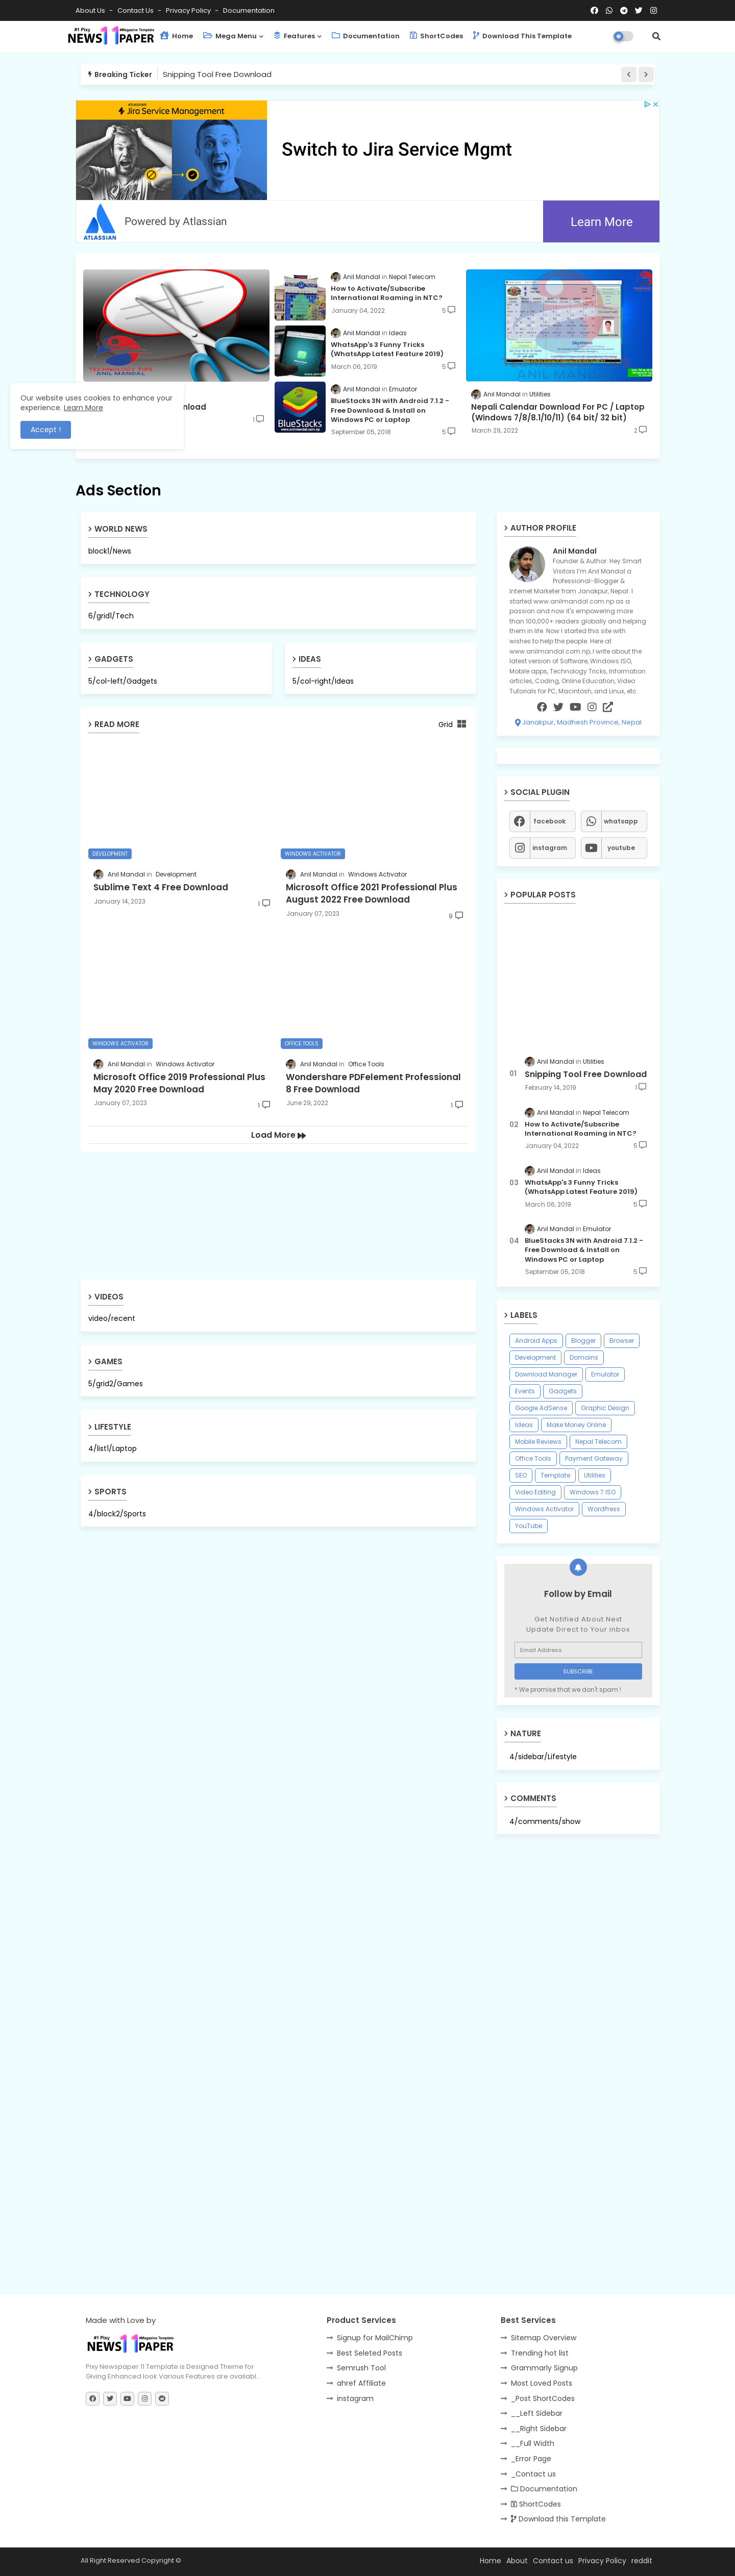 About Us - Contact Us - Privacy Policy - Documentation
#1 Pixy #Magazine Template
NEWS 11 PAPER
Home Mega Menu Features Documentation ShortCodes Download This Template
Breaking Ticker Snipping Tool Free Download
ATLASSIAN
Jira Service Management
Switch to Jira Service Mgmt
ATLASSIAN
Powered by Atlassian
Learn More
TECHNOLOGY TIPS
ANIL MANDAL
nload
1
Anil Mandal in Nepal Telecom
How to Activate/Subscribe
International Roaming in NTC?
January 04, 2022 5
Anil Mandal in Ideas
WhatsApp's 3 Funny Tricks
(WhatsApp Latest Feature 2019)
March 06, 2019 5
BlueStacks
Anil Mandal in Emulator
BlueStacks 3N with Android 7.1.2 –
Free Download & Install on
Windows PC or Laptop
September 05, 2018 5
ANIL MANDAL
Anil Mandal in Utilities
Nepali Calendar Download For PC / Laptop
(Windows 7/8/8.1/10/11) (64 bit/ 32 bit)
March 29, 2022 2
Our website uses cookies to enhance your
experience. Learn More
Accept !
Ads Section
WORLD NEWS
block1/News
TECHNOLOGY
6/grid1/Tech
GADGETS
5/col-left/Gadgets
IDEAS
5/col-right/Ideas
READ MORE Grid
DEVELOPMENT
Anil Mandal in Development
Sublime Text 4 Free Download
January 14, 2023 1
WINDOWS ACTIVATOR
Anil Mandal in Windows Activator
Microsoft Office 2021 Professional Plus
August 2022 Free Download
January 07, 2023 9
WINDOWS ACTIVATOR
Anil Mandal in Windows Activator
Microsoft Office 2019 Professional Plus
May 2020 Free Download
January 07, 2023 1
OFFICE TOOLS
Anil Mandal in Office Tools
Wondershare PDFelement Professional
8 Free Download
June 29, 2022 1
Load More
VIDEOS
video/recent
GAMES
5/grid2/Games
LIFESTYLE
4/list1/Laptop
SPORTS
4/block2/Sports
AUTHOR PROFILE
Anil Mandal
Founder & Author: Hey Smart
Visitors I'm Anil Mandal a
Professional-Blogger &
Internet Marketer from Janakpur, Nepal. I
started www.anilmandal.com.np as a
passion and now it's empowering more
than 100,000+ readers globally and helping
them in life. Now i started this site with
wishes to help the people. Here at
www.anilmandal.com.np, I write about the
latest version of Software, Windows ISO,
Mobile apps, Technology Tricks, Information
articles, Coding, Online Education, Video
Tutorials for PC, Macintosh, and Linux, etc
Janakpur, Madhesh Province, Nepal
SOCIAL PLUGIN
facebook whatsapp
instagram youtube
POPULAR POSTS
Anil Mandal in Utilities
01 Snipping Tool Free Download
February 14, 2019 1
Anil Mandal in Nepal Telecom
02 How to Activate/Subscribe
International Roaming in NTC?
January 04, 2022 5
Anil Mandal in Ideas
03 WhatsApp's 3 Funny Tricks
(WhatsApp Latest Feature 2019)
March 06, 2019 5
Anil Mandal in Emulator
04 BlueStacks 3N with Android 7.1.2 –
Free Download & Install on
Windows PC or Laptop
September 05, 2018 5
LABELS
Android Apps Blogger Browser
Development Domains
Download Manager Emulator
Events Gadgets
Google AdSense Graphic Design
Ideas Make Money Online
Mobile Reviews Nepal Telecom
Office Tools Payment Gateway
SEO Template Utilities
Video Editing Windows 7 ISO
Windows Activator WordPress
YouTube
Follow by Email
Get Notified About Next
Update Direct to Your inbox
Email Address
SUBSCRIBE
* We promise that we don't spam !
NATURE
4/sidebar/Lifestyle
COMMENTS
4/comments/show
Made with Love by
#1 Pixy #Magazine Template
NEWS 11 PAPER
Pixy Newspaper 11 Template is Designed Theme for
Giving Enhanced look Various Features are availabl...
Product Services
Signup for MailChimp
Best Seleted Posts
Semrush Tool
ahref Affiliate
instagram
Best Services
Sitemap Overview
Trending hot list
Grammarly Signup
Most Loved Posts
_Post ShortCodes
__Left Sidebar
__Right Sidebar
__Full Width
_Error Page
_Contact us
Documentation
ShortCodes
Download this Template
All Right Reserved Copyright ©
Home About Contact us Privacy Policy reddit